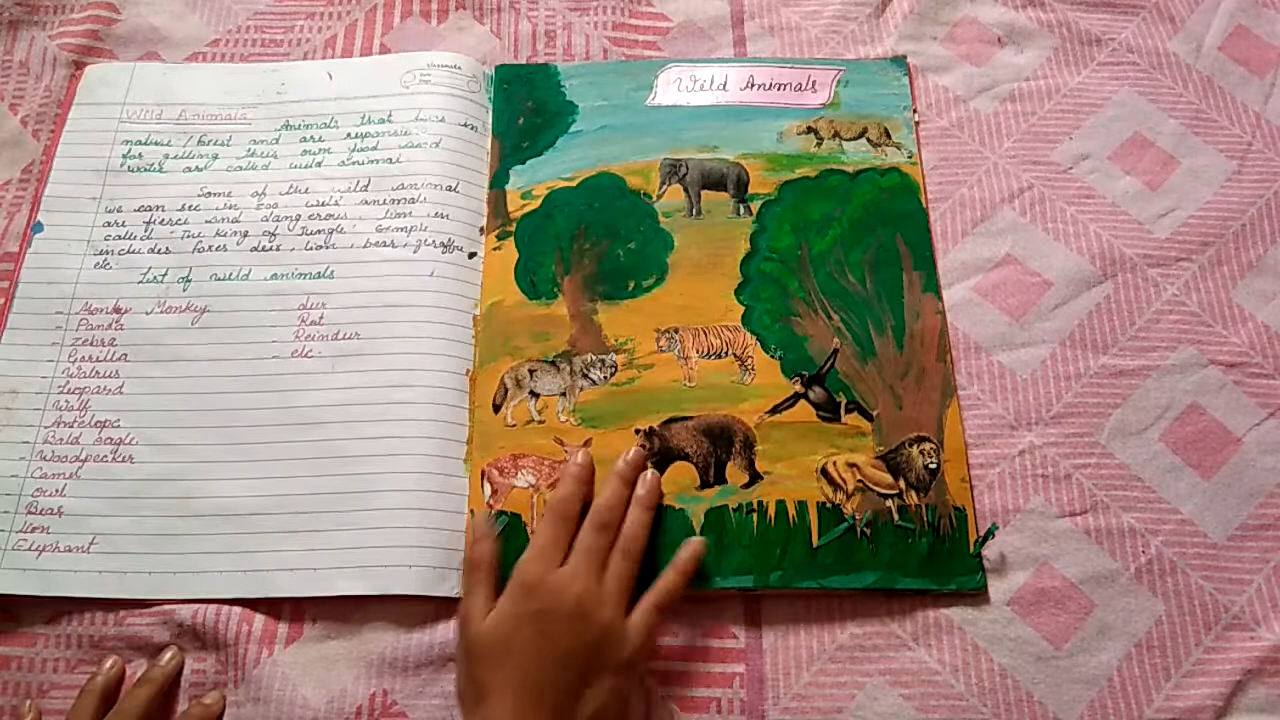 classmate
Date
Page
Wild Animals
Animals that lives in
nature / forest and are
for getting their own food and
water are called wild animal
Some of the wild animal
we can see in zoo. animals
are fierce and dangerous. Lion is
called 'The King of Jungle'.
includes foxes deer, lion, bear, giraffe,
etc.
List of wild animals
- Monkey Monkey
- Panda
- Zebra
- Gorilla
- Walrus
- Leopard
- Wolf
- Antelope
- Bald eagle
- Woodpecker
- Camel
- Owl
- Bear
- Lion
- Elephant
- deer
- Rat
- Reindeer
- etc.
Wild Animals